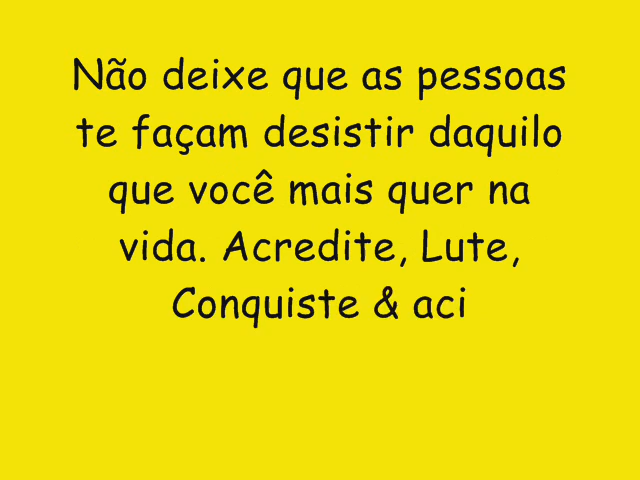 Não deixe que as pessoas
te façam desistir daquilo
que você mais quer na
vida. Acredite, Lute,
Conquiste & aci